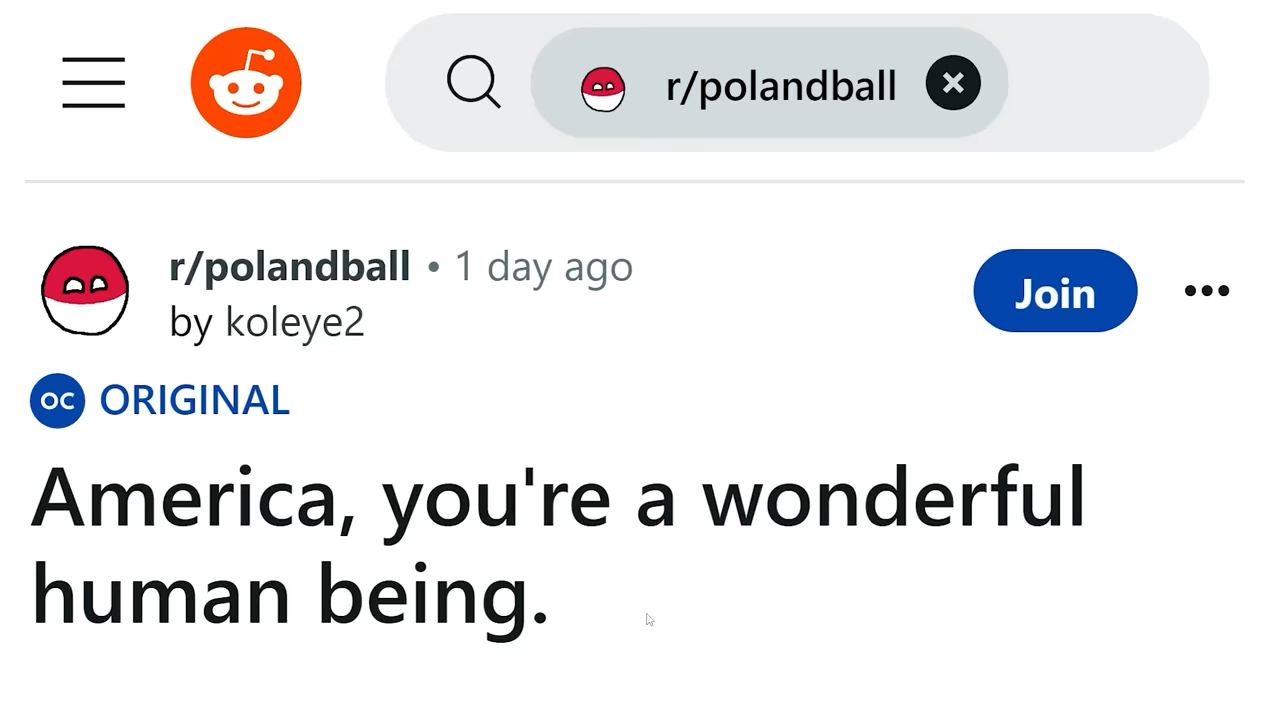 r/polandball
r/polandball • 1 day ago
Join
by koleye2
OC ORIGINAL
America, you're a wonderful
human being.